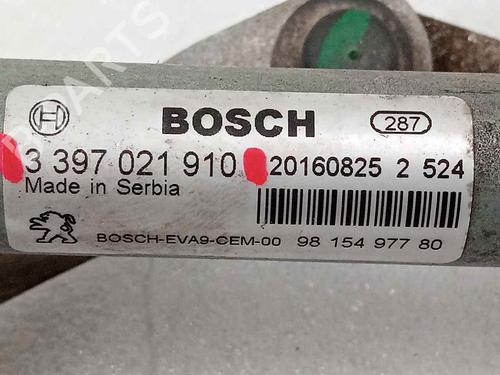 BOSCH 287
3 397 021 910 20160825 2 524
Made in Serbia
BOSCH-EVA9-CEM-00 98 154 977 80
PARTS